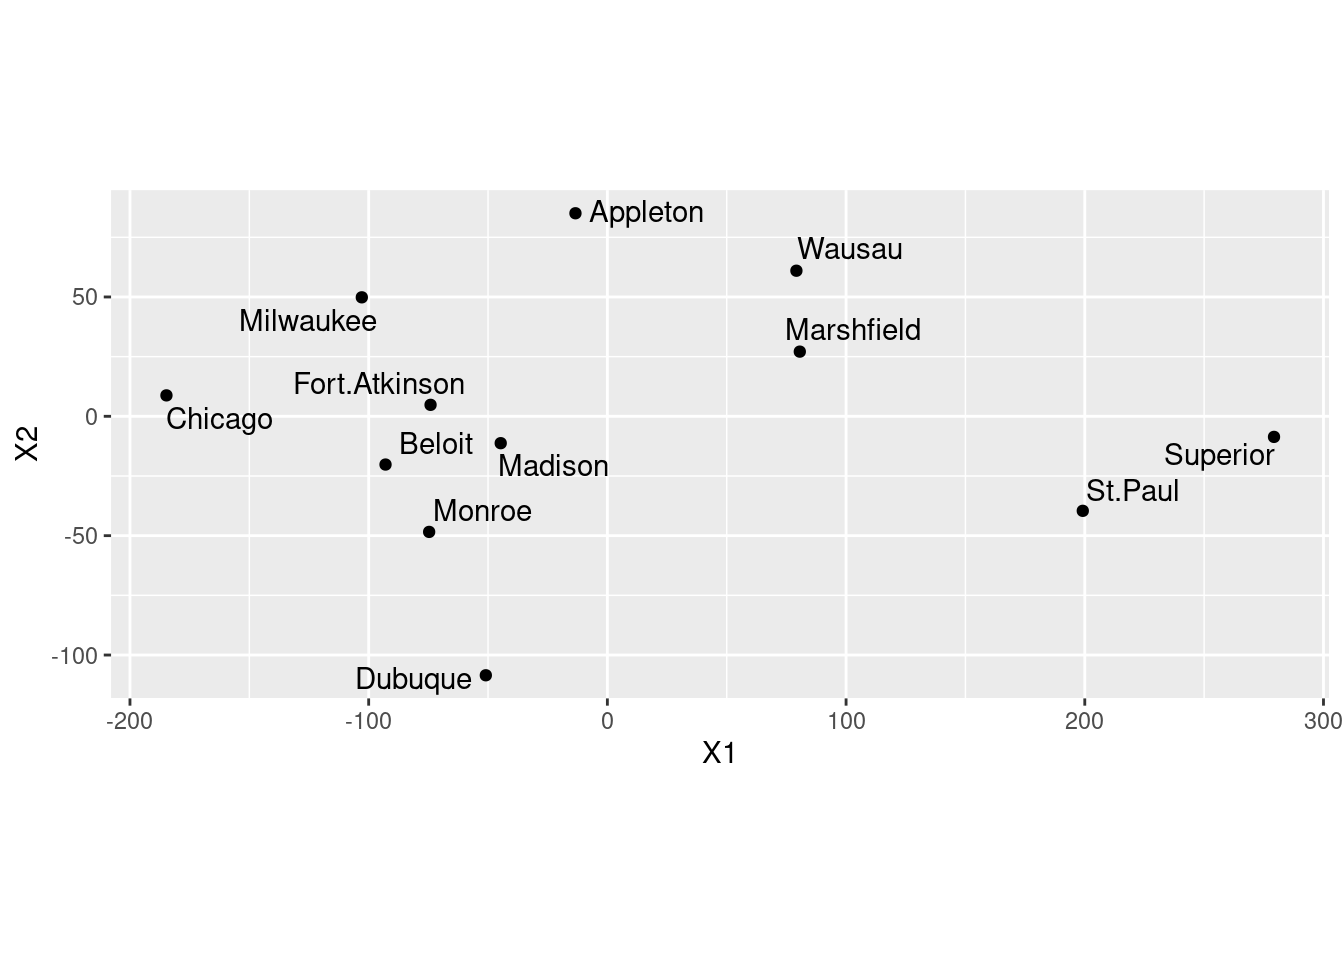 Appleton
Wausau
50
Milwaukee
Marshfield
Fort.Atkinson
Chicago
0
X2
Beloit
Madison
Superior
St.Paul
Monroe
-50
-100
Dubuque
-200 -100 0 100 200 300
X1